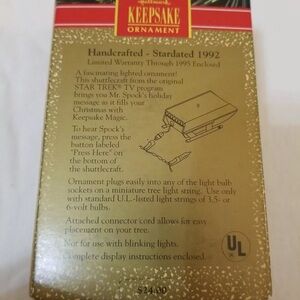 Hallmark
KEEPSAKE
ORNAMENT
Handcrafted - Stardated 1992
Limited Warranty Through 1995 Enclosed
A fascinating lighted ornament!
This shuttlecraft from the original
STAR TREK® TV program
brings you Mr. Spock's holiday
message as it fills your
Christmas with
Keepsake Magic.
To hear Spock's
message, press the
button labeled
"Press Here" on
the bottom of
the shuttlecraft.
Ornament plugs easily into any of the light bulb
sockets on a miniature tree light string. Use only
with standard U.L.-listed light strings of 3.5- or
6-volt bulbs.
Attached connector cord allows for easy
placement on your tree.
Not for use with blinking lights.
Complete display instructions enclosed.
UL
$24.00